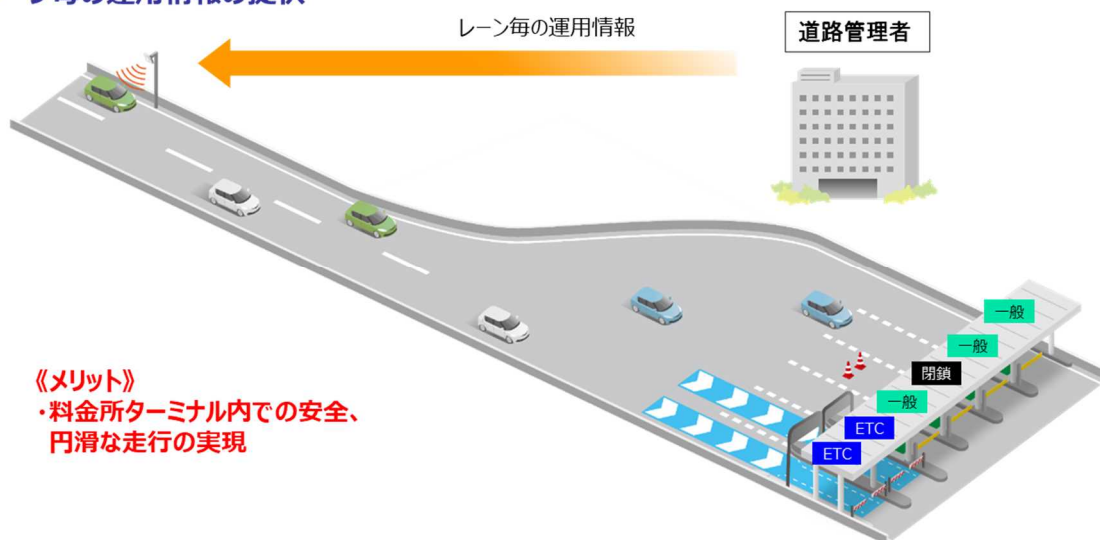 レーン毎の運用情報
道路管理者
一般
一般
閉鎖
一般
ETC
ETC
《メリット》
・料金所ターミナル内での安全、
円滑な走行の実現